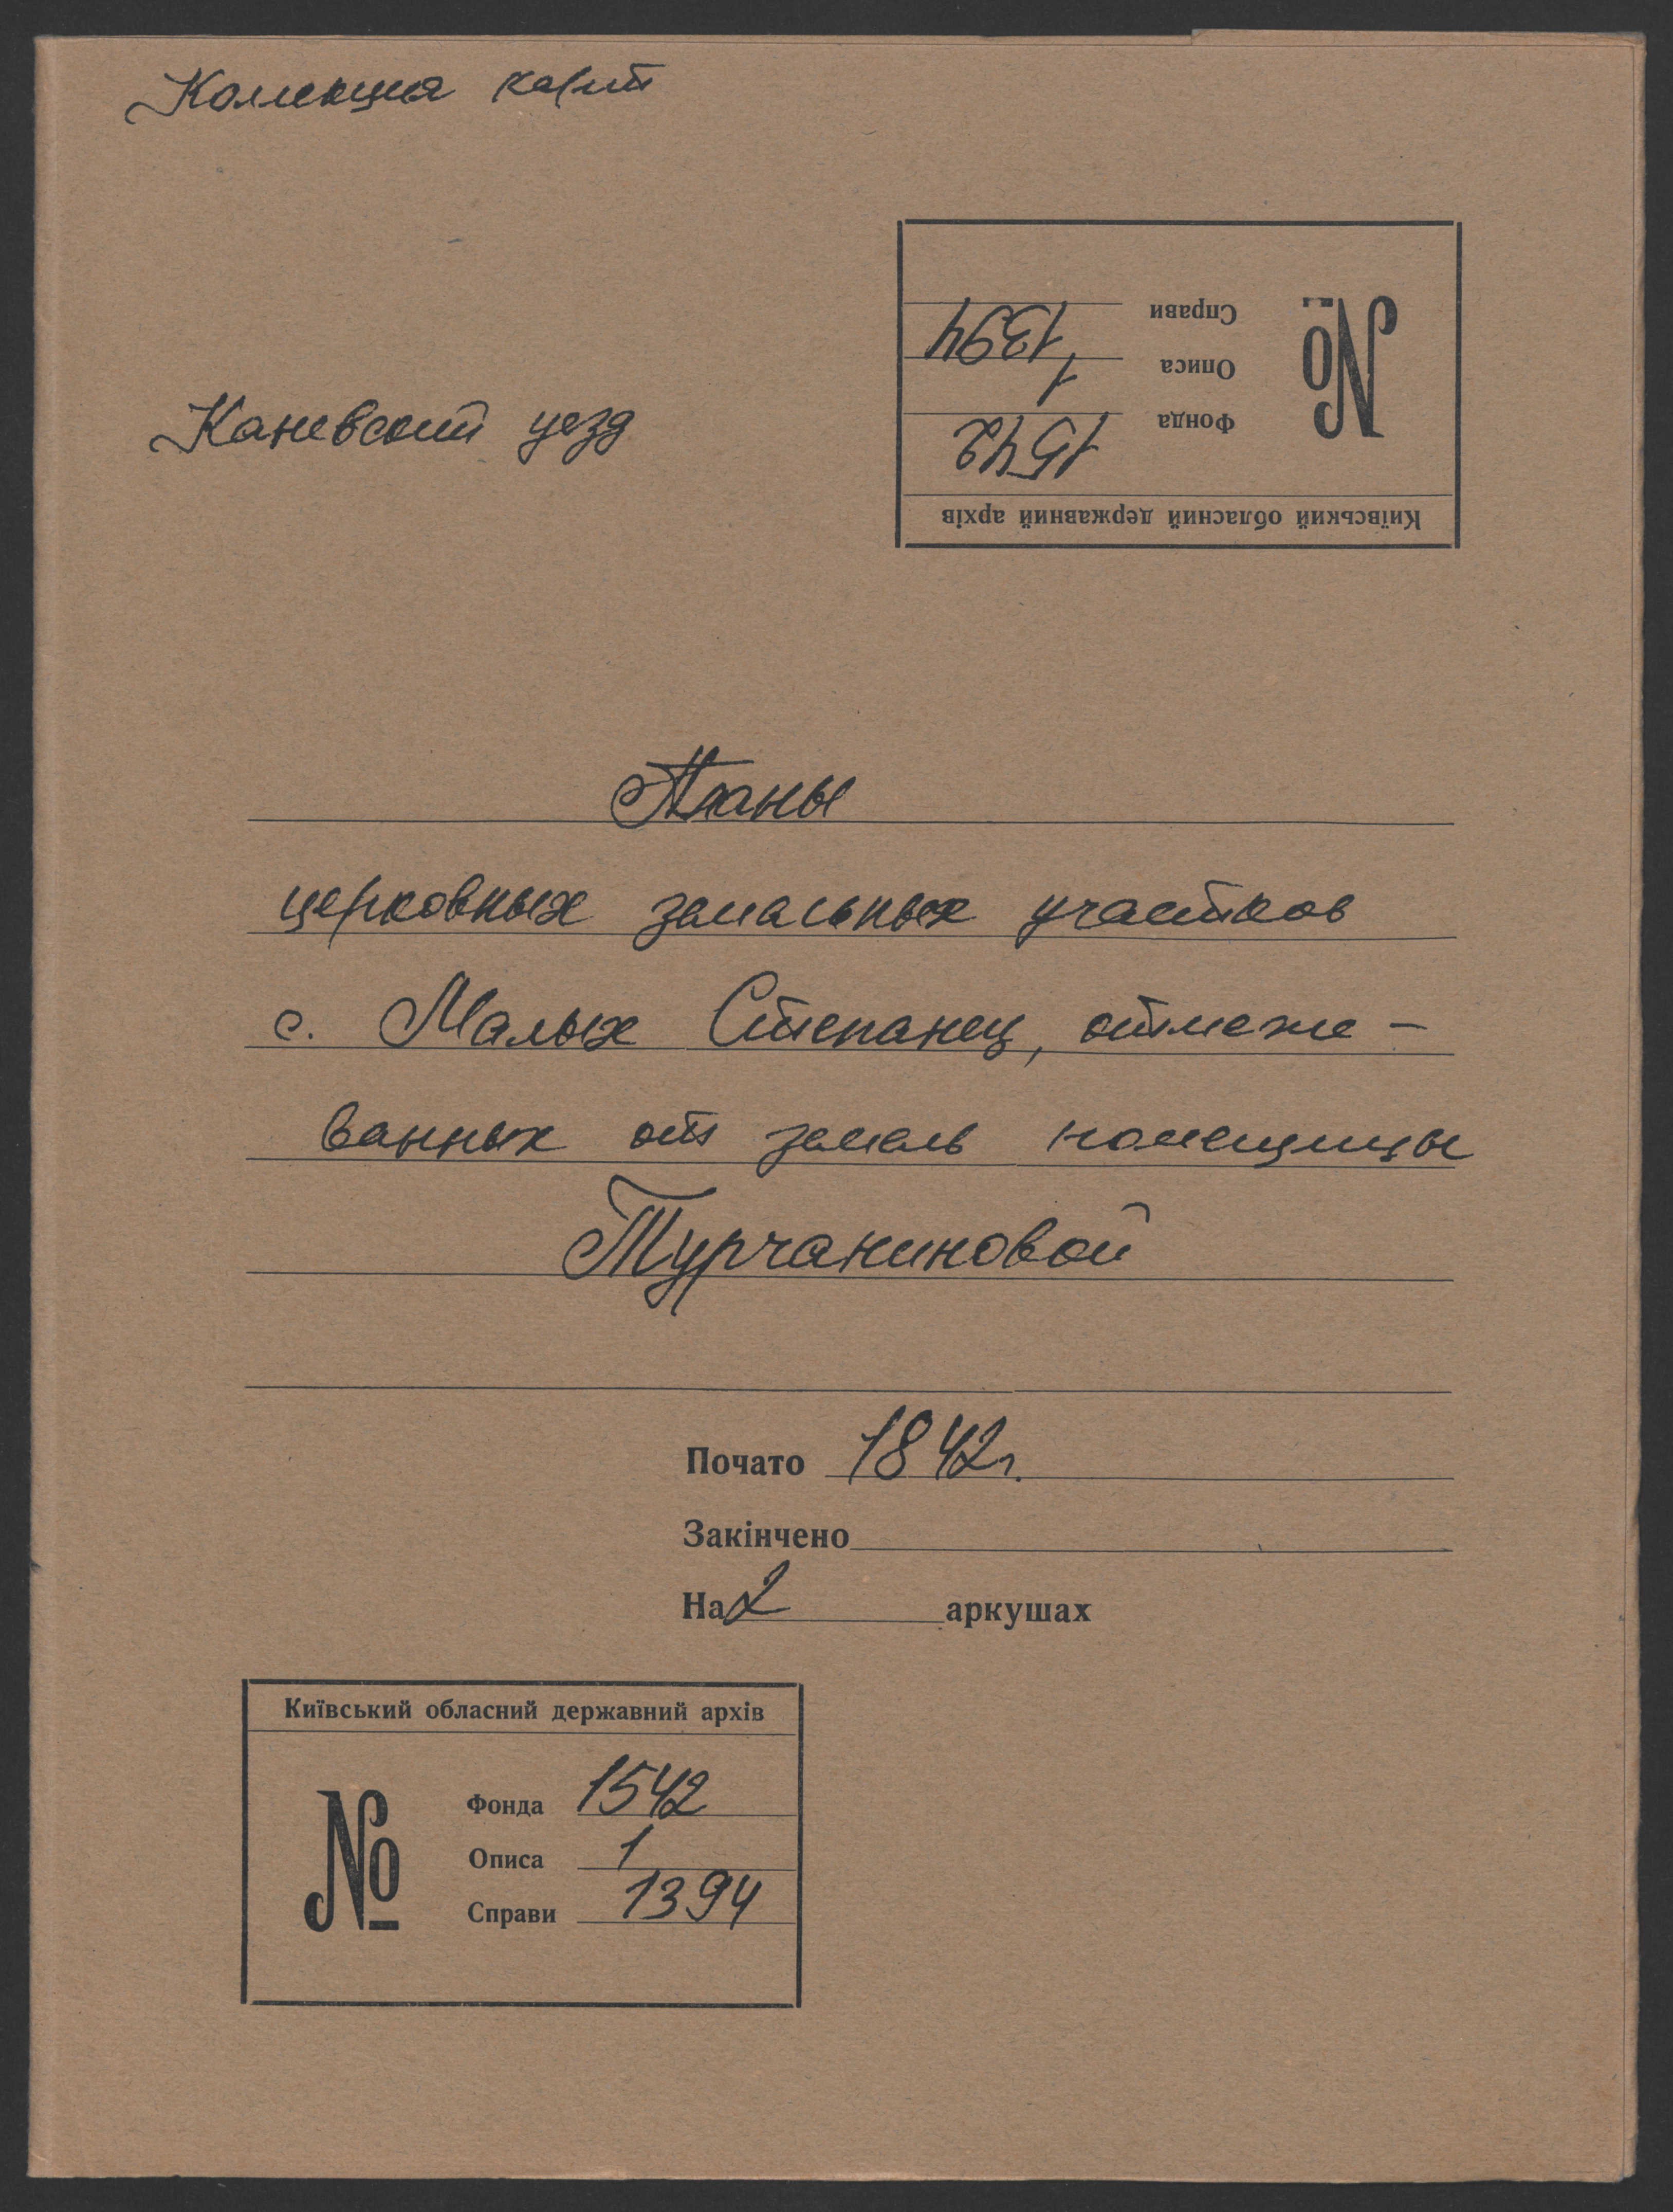 Коллекция карт
Справи 1394
Описа 1
Фонда 1542
№
Київський обласний державний архів
Каневский уезд
Планы
церковных земельных участков
с. Малых Степанец, отмеже-
ванных от земель помещицы
Турчаниновой
Почато 1842г.
Закінчено
На 2 аркушах
Київський обласний державний архів
№
Фонда 1542
Описа 1
Справи 1394